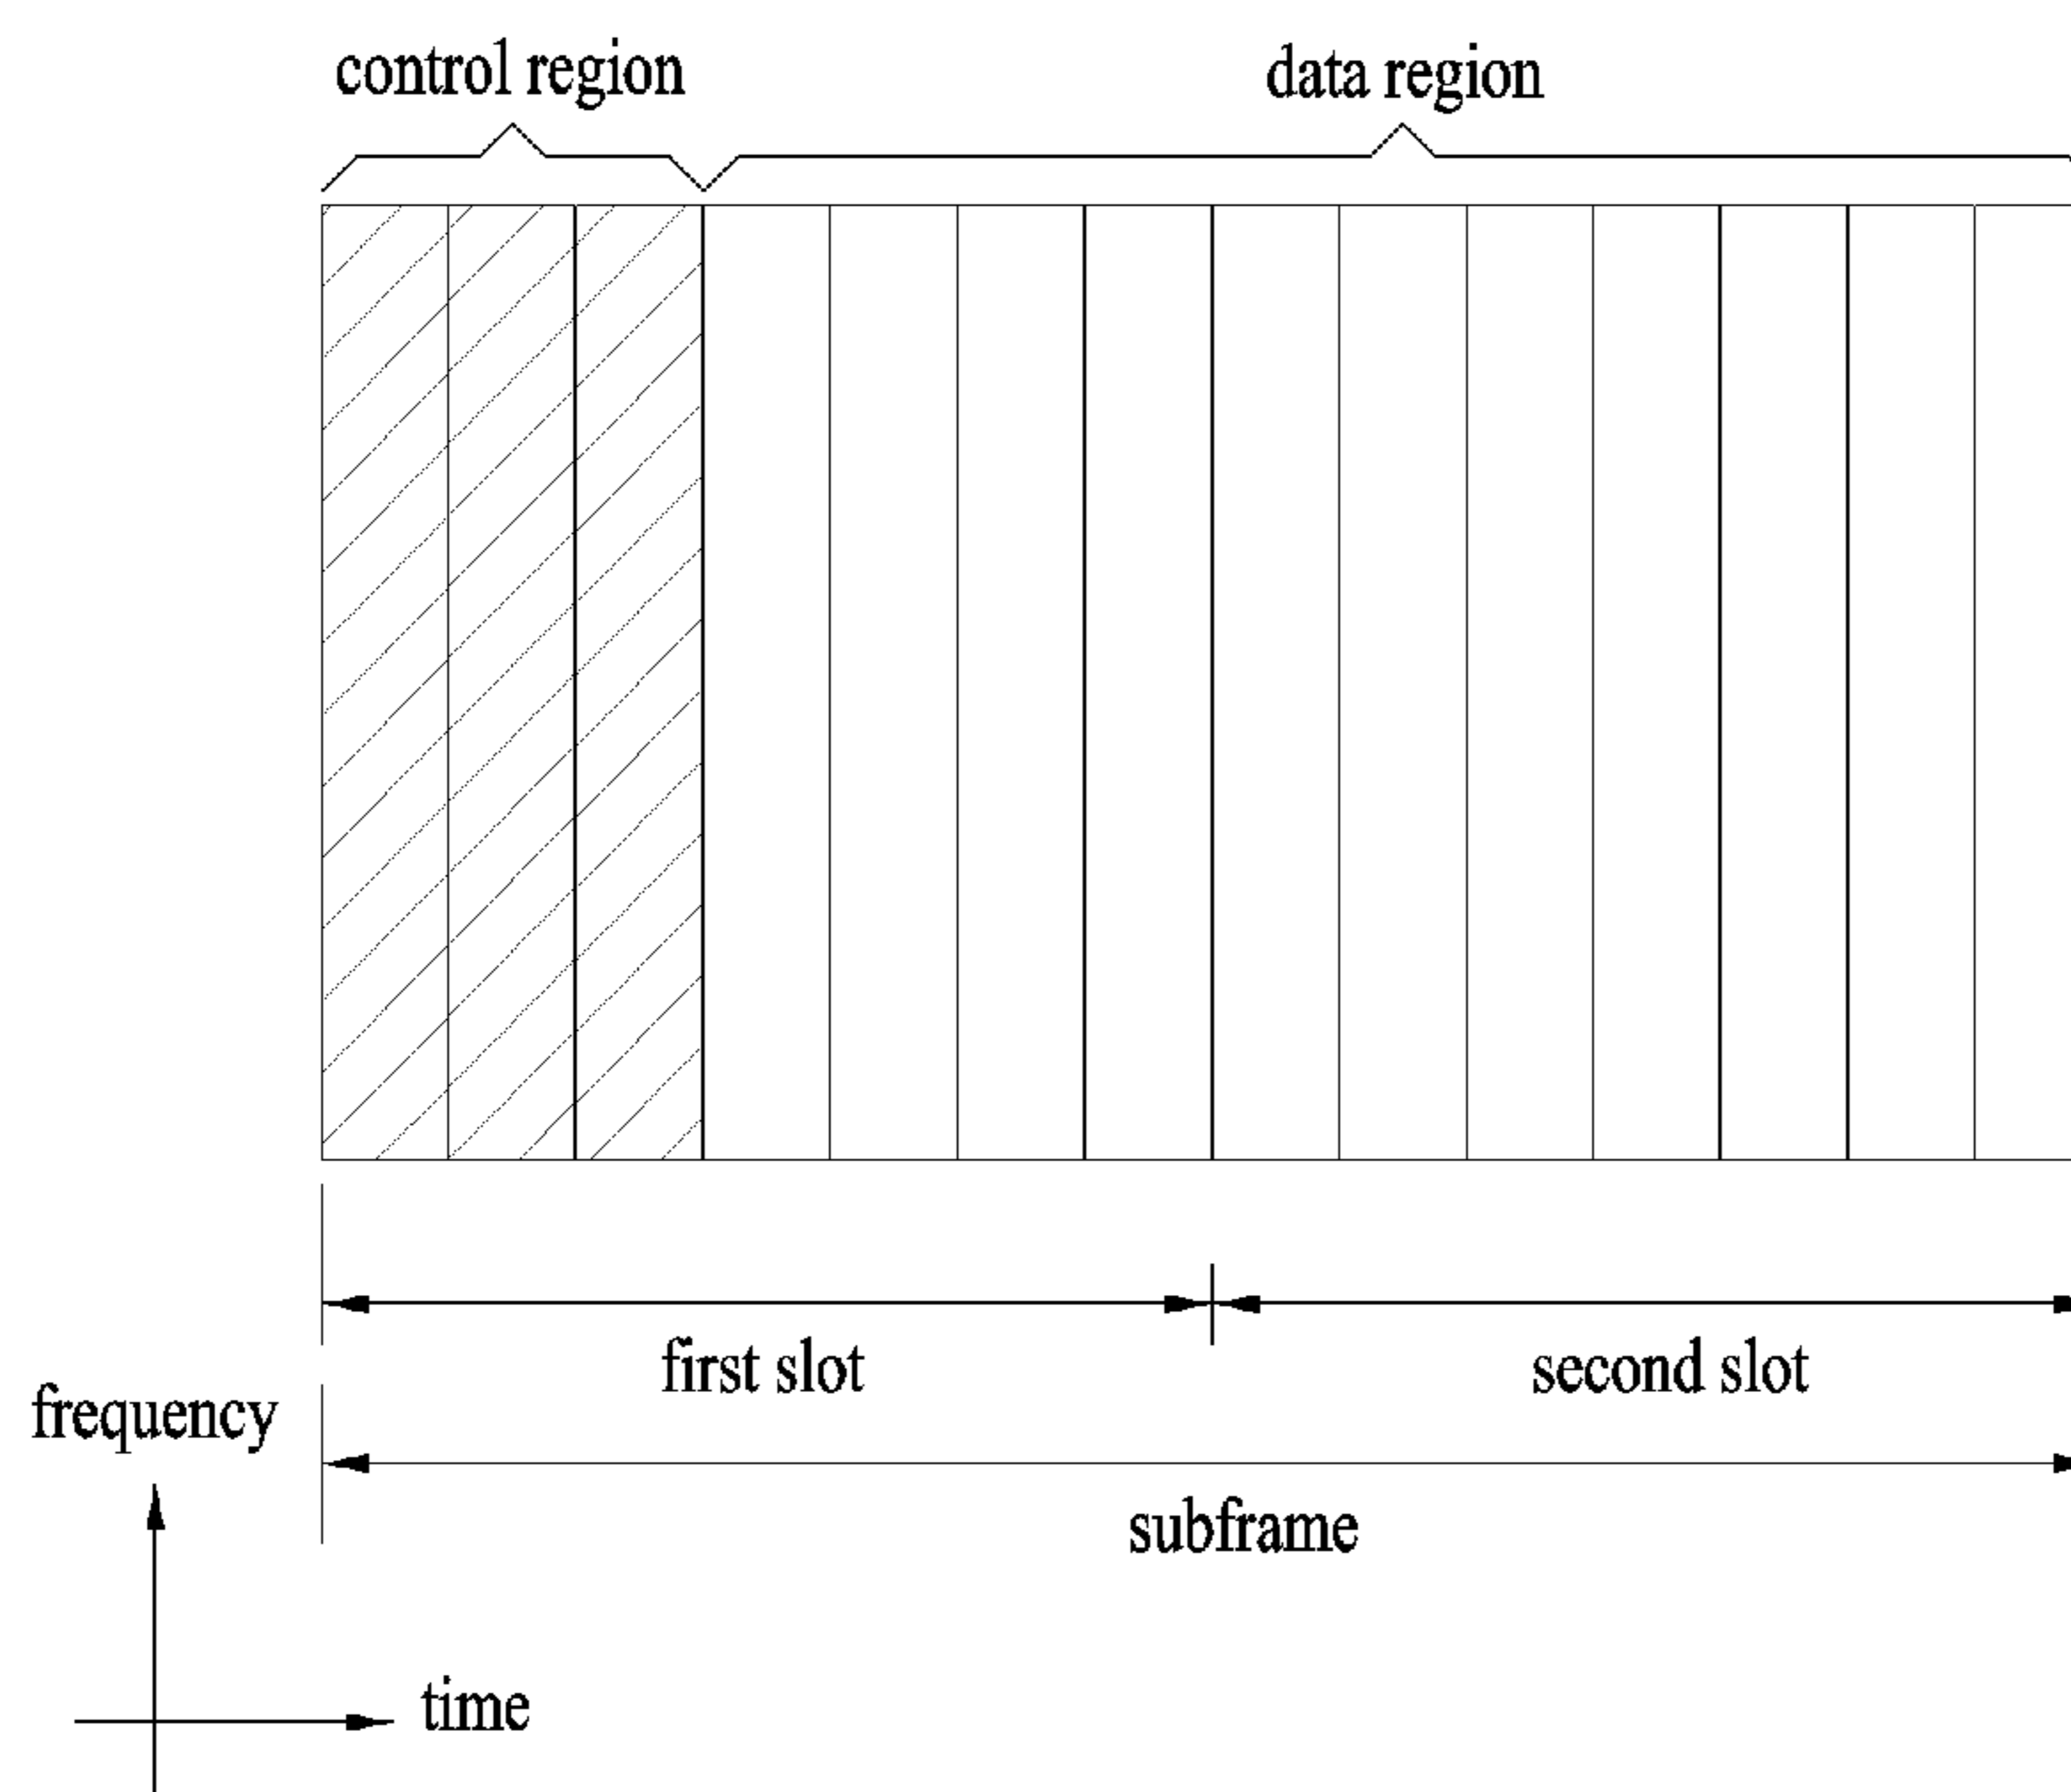 control region
data region
first slot
second slot
frequency
subframe
time